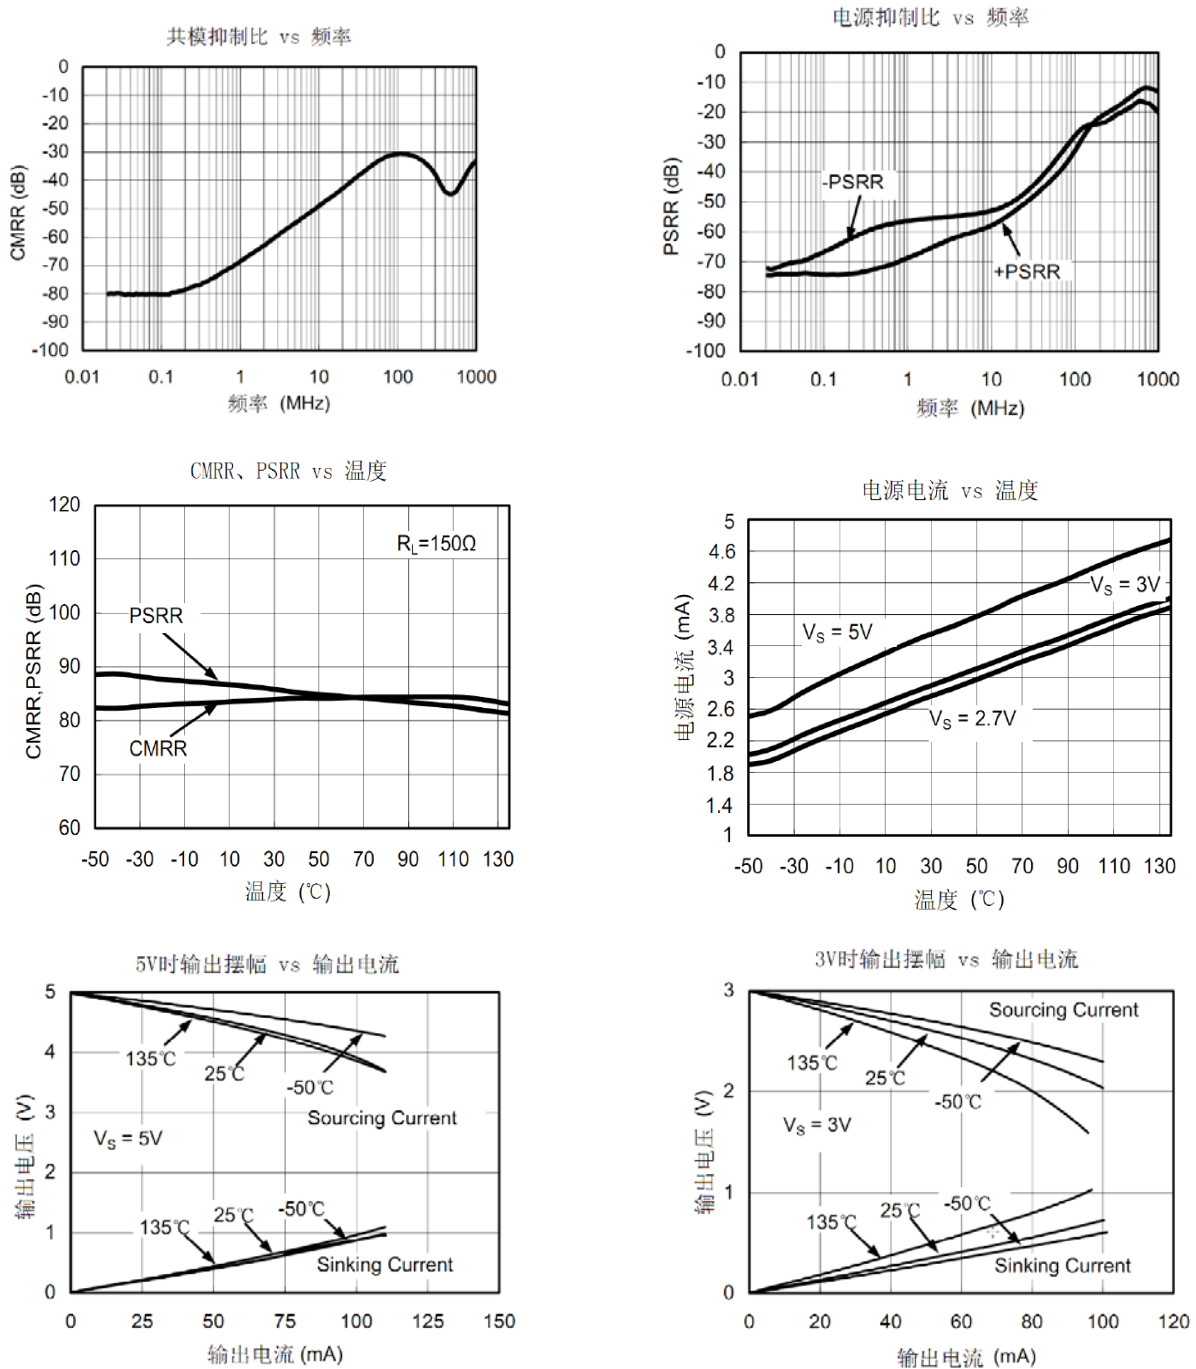 共模抑制比 vs 频率
0
-10
-20
-30
-40
-50
-60
-70
-80
-90
-100
CMRR (dB)
0.01 0.1 1 10 100 1000
频率 (MHz)
电源抑制比 vs 频率
0
-10
-20
-30
-40
-50
-60
-70
-80
-90
-100
PSRR (dB)
-PSRR
+PSRR
0.01 0.1 1 10 100 1000
频率 (MHz)
CMRR、PSRR vs 温度
120
110
100
90
80
70
60
CMRR,PSRR (dB)
RL=150Ω
PSRR
CMRR
-50 -30 -10 10 30 50 70 90 110 130
温度 (℃)
电源电流 vs 温度
5
4.6
4.2
3.8
3.4
3
2.6
2.2
1.8
1.4
1
电源电流 (mA)
VS = 3V
VS = 5V
VS = 2.7V
-50 -30 -10 10 30 50 70 90 110 130
温度 (℃)
5V时输出摆幅 vs 输出电流
5
4
3
2
1
0
输出电压 (V)
135℃
25℃
-50℃
Sourcing Current
VS = 5V
135℃
25℃
-50℃
Sinking Current
0 25 50 75 100 125 150
输出电流 (mA)
3V时输出摆幅 vs 输出电流
3
2
1
0
输出电压 (V)
Sourcing Current
135℃
25℃
-50℃
VS = 3V
135℃
25℃
-50℃
Sinking Current
0 20 40 60 80 100 120
输出电流 (mA)